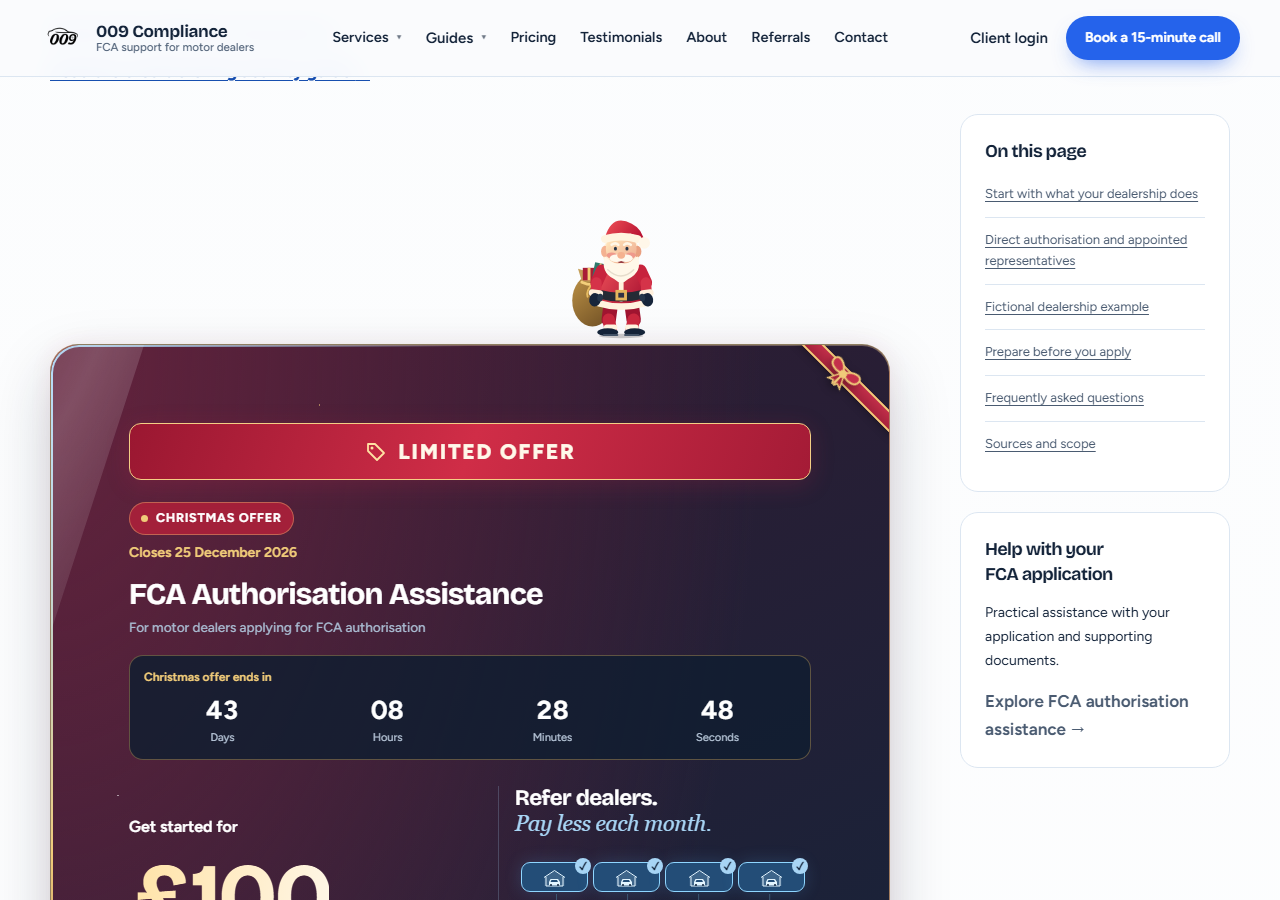 009
009 Compliance
FCA support for motor dealers
Services
Guides
Pricing
Testimonials
About
Referrals
Contact
Client login
Book a 15-minute call
On this page
Start with what your dealership does
Direct authorisation and appointed
representatives
Fictional dealership example
Prepare before you apply
Frequently asked questions
Sources and scope
LIMITED OFFER
CHRISTMAS OFFER
Closes 25 December 2026
FCA Authorisation Assistance
For motor dealers applying for FCA authorisation
Christmas offer ends in
43
08
28
48
Days
Hours
Minutes
Seconds
Get started for
£100
Refer dealers.
Pay less each month.
Help with your
FCA application
Practical assistance with your
application and supporting
documents.
Explore FCA authorisation
assistance →